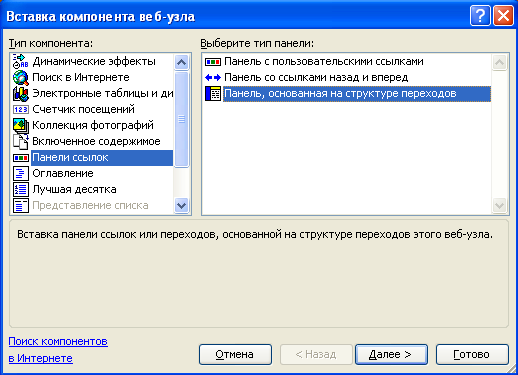 Вставка компонента веб-узла
Тип компонента:
Выберите тип панели:
Динамические эффекты
Поиск в Интернете
Электронные таблицы и ди
Счетчик посещений
123
Коллекция фотографий
Включенное содержимое
Панели ссылок
Оглавление
Лучшая десятка
Представление списка
Панель с пользовательскими ссылками
Панель со ссылками назад и вперед
Панель, основанная на структуре переходов
Вставка панели ссылок или переходов, основанной на структуре переходов этого веб-узла.
Поиск компонентов
в Интернете
Отмена
< Назад
Далее >
Готово